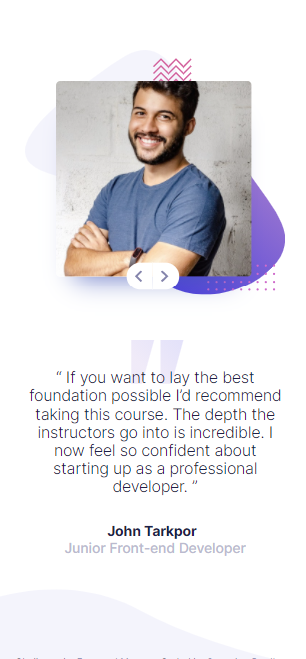 “ If you want to lay the best
foundation possible I’d recommend
taking this course. The depth the
instructors go into is incredible. I
now feel so confident about
starting up as a professional
developer. ”
John Tarkpor
Junior Front-end Developer